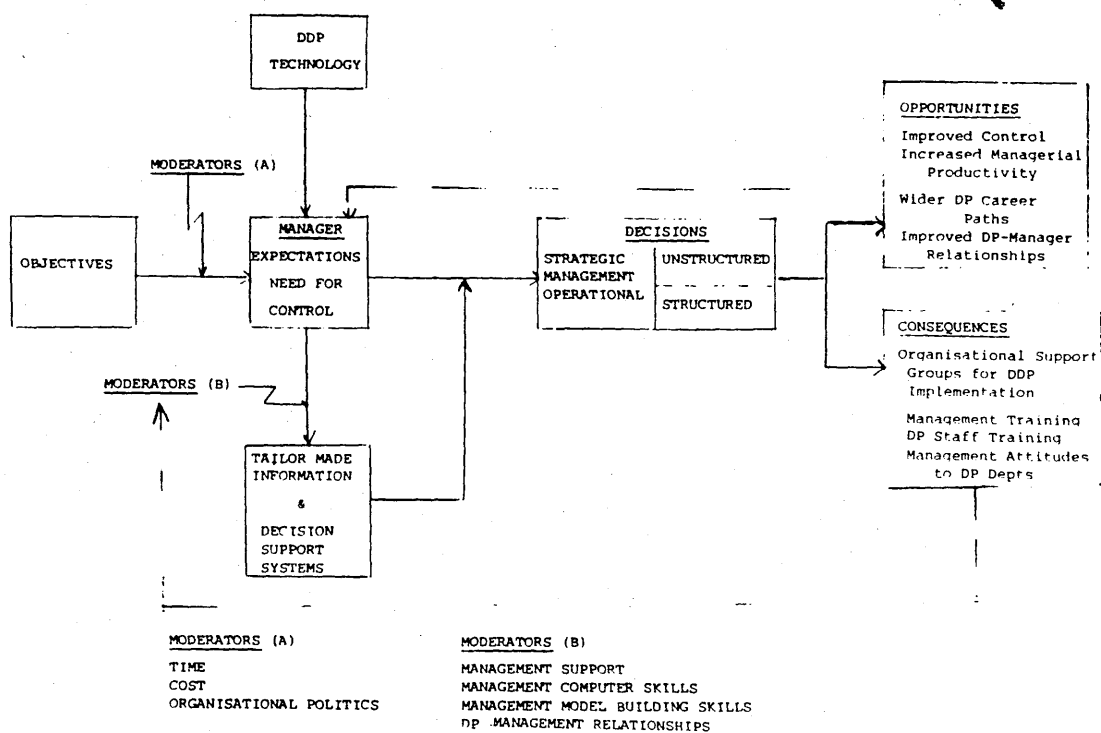 DDP
TECHNOLOGY
MODERATORS (A)
OBJECTIVES
MANAGER
EXPECTATIONS
NEED FOR
CONTROL
DECISIONS
STRATEGIC
MANAGEMENT
OPERATIONAL
UNSTRUCTURED
STRUCTURED
OPPORTUNITIES
Improved Control
Increased Managerial
Productivity
Wider DP Career
Paths
Improved DP-Manager
Relationships
CONSEQUENCES
Organisational Support
Groups for DDP
Implementation
Management Training
DP Staff Training
Management Attitudes
to DP Depts
MODERATORS (B)
TAILOR MADE
INFORMATION
&
DECISION
SUPPORT
SYSTEMS
MODERATORS (A)
TIME
COST
ORGANISATIONAL POLITICS
MODERATORS (B)
MANAGEMENT SUPPORT
MANAGEMENT COMPUTER SKILLS
MANAGEMENT MODEL BUILDING SKILLS
DP -MANAGEMENT RELATIONSHIPS